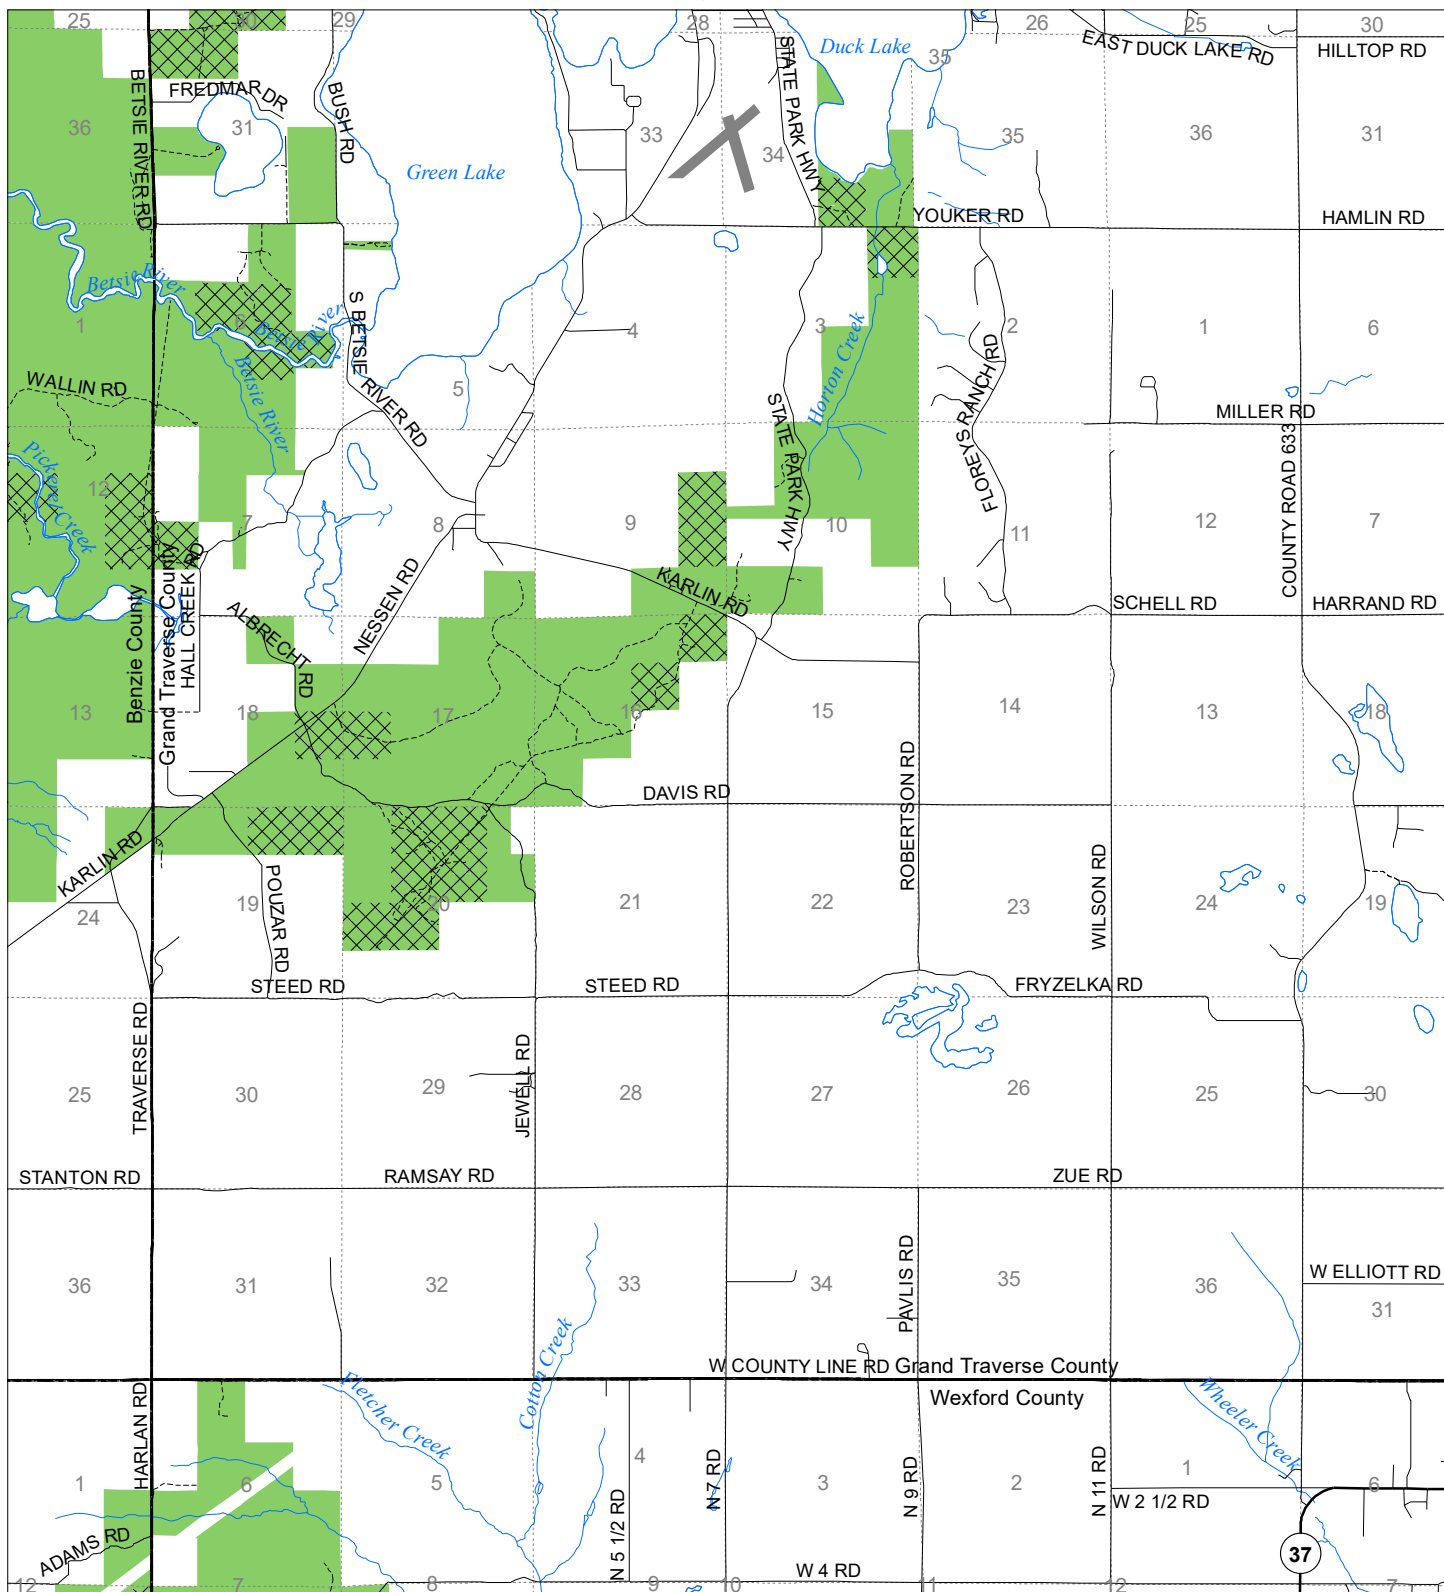 25
30
29
28
26
25
30
EAST DUCK LAKE RD
HILLTOP RD
Duck Lake
STATE PARK HWY
35
BETSIE RIVER RD
FREDMAR DR
BUSH RD
36
31
33
34
35
36
31
Green Lake
YOUKER RD
HAMLIN RD
Betsie River
1
6
Betsie River
S BETSIE RIVER RD
4
3
Horton Creek
2
1
6
Betsie River
WALLIN RD
5
FLOREYS RANCH RD
MILLER RD
STATE PARK HWY
COUNTY ROAD 633
Pickerel Creek
12
7
8
9
10
11
12
7
HALL CREEK RD
Benzie County
Grand Traverse County
ALBRECHT RD
NESSEN RD
KARLIN RD
SCHELL RD
HARRAND RD
13
18
17
16
15
14
13
18
DAVIS RD
ROBERTSON RD
KARLIN RD
POUZAR RD
WILSON RD
24
19
20
21
22
23
24
19
STEED RD
STEED RD
FRYZELKA RD
TRAVERSE RD
JEWELL RD
25
30
29
28
27
26
25
30
STANTON RD
RAMSAY RD
ZUE RD
36
31
32
33
34
PAVLIS RD
35
36
W ELLIOTT RD
31
W COUNTY LINE RD
Grand Traverse County
Wexford County
HARLAN RD
Fletcher Creek
Cotton Creek
Wheeler Creek
1
6
5
4
N 5 1/2 RD
N 7 RD
3
N 9 RD
2
N 11 RD
1
6
W 2 1/2 RD
ADAMS RD
37
W 4 RD
12
7
8
9
10
11
12
7